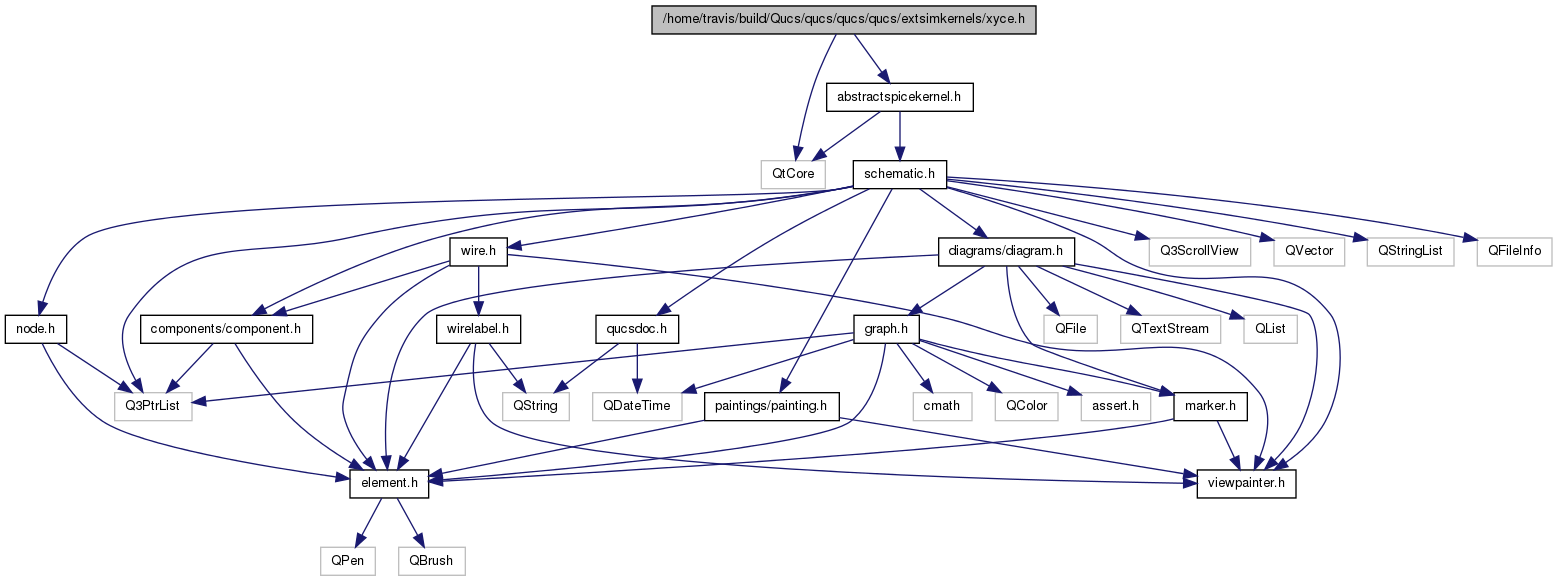 /home/travis/build/Qucs/qucs/qucs/qucs/extsimkernels/xyce.h
abstractspicekernel.h
QtCore
schematic.h
wire.h
diagrams/diagram.h
Q3ScrollView
QVector
QStringList
QFileInfo
node.h
components/component.h
wirelabel.h
qucsdoc.h
graph.h
QFile
QTextStream
QList
Q3PtrList
QString
QDateTime
paintings/painting.h
cmath
QColor
assert.h
marker.h
element.h
viewpainter.h
QPen
QBrush